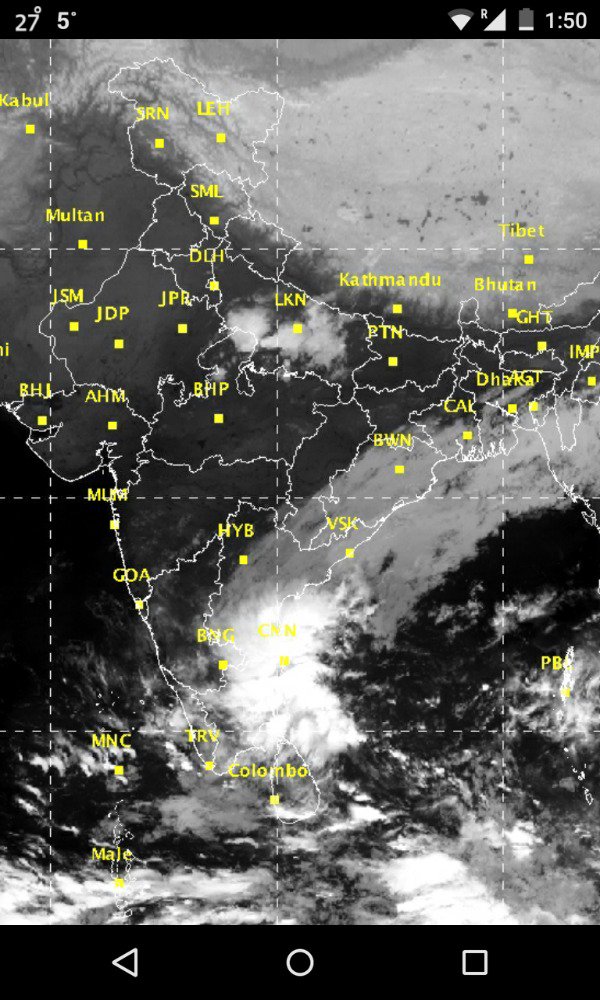 27° 5° R 1:50
Kabul
SRN LEH
SML
Multan
Tibet
DLH
Kathmandu Bhutan
JSM JPR LKN
JDP GHT
PTN IMP
BHJ AHM BHP Dhaka AGT
CAL
BWN
MUM
HYB VSK
GOA
BNG CNN
PBL
MNC TRV
Colombo
Male